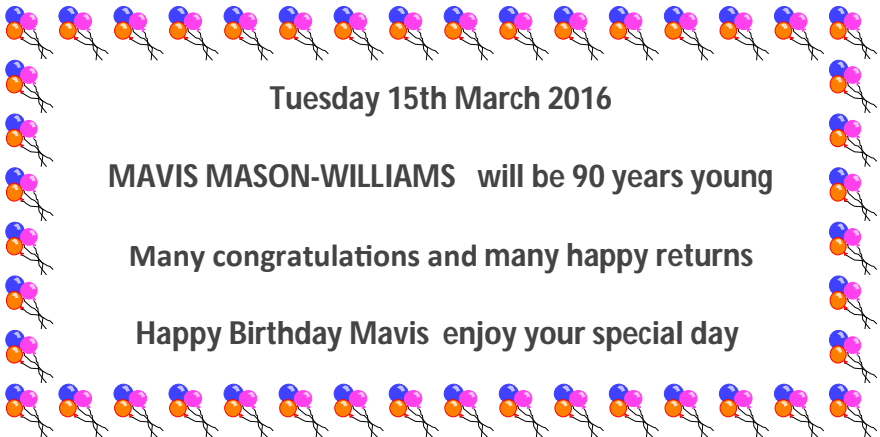 Tuesday 15th March 2016
MAVIS MASON-WILLIAMS will be 90 years young
Many congratulations and many happy returns
Happy Birthday Mavis enjoy your special day